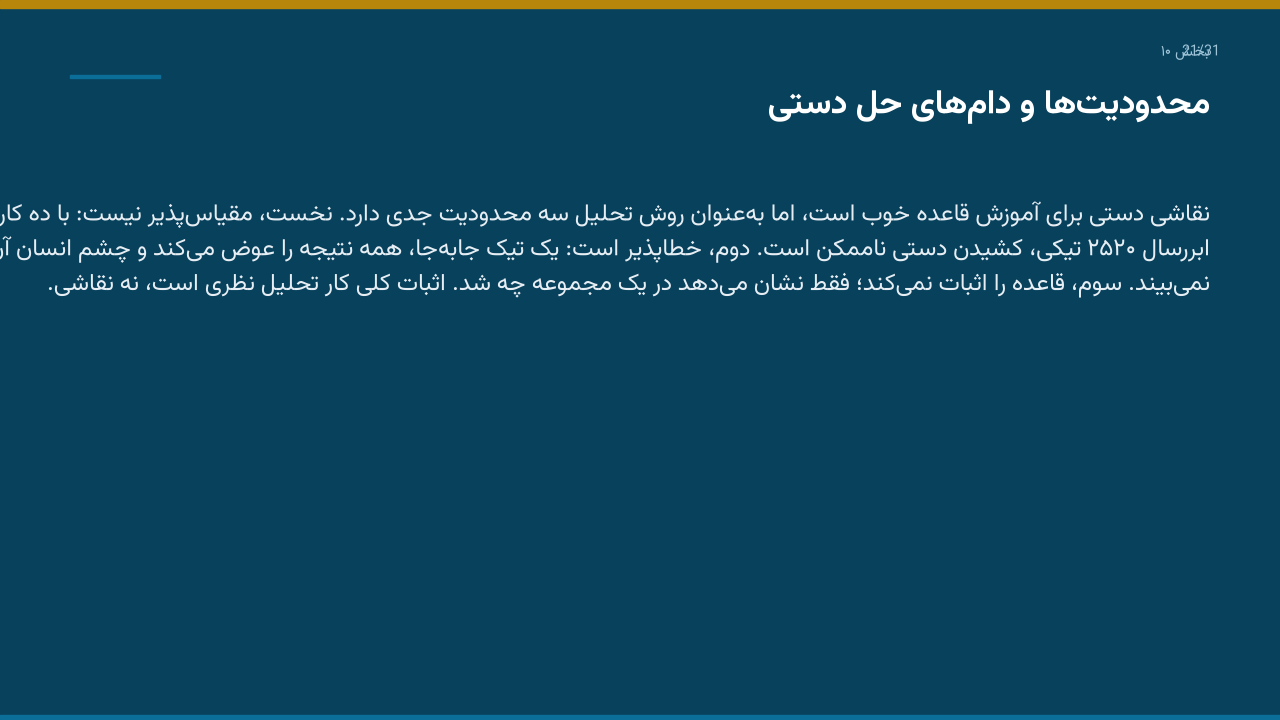 بخش ۱۰
21/31
محدودیت‌ها و دام‌های حل دستی
نقاشی دستی برای آموزش قاعده خوب است، اما به‌عنوان روش تحلیل سه محدودیت جدی دارد. نخست، مقیاس‌پذیر نیست: با ده کار
ابررسال ۲۵۲۰ تیکی، کشیدن دستی ناممکن است. دوم، خطاپذیر است: یک تیک جابه‌جا، همه نتیجه را عوض می‌کند و چشم انسان
نمی‌بیند. سوم، قاعده را اثبات نمی‌کند؛ فقط نشان می‌دهد در یک مجموعه چه شد. اثبات کلی کار تحلیل نظری است، نه نقاشی.